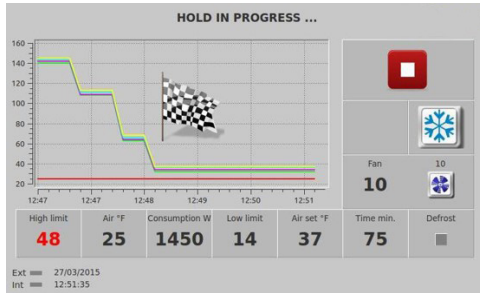 HOLD IN PROGRESS ...
160
140
120
100
80
60
40
20
12:47 12:47 12:48 12:49 12:50 12:51
Fan 10
10
High limit Air °F Consumption W Low limit Air set °F Time min. Defrost
48 25 1450 14 37 75
Ext 27/03/2015
Int 12:51:35